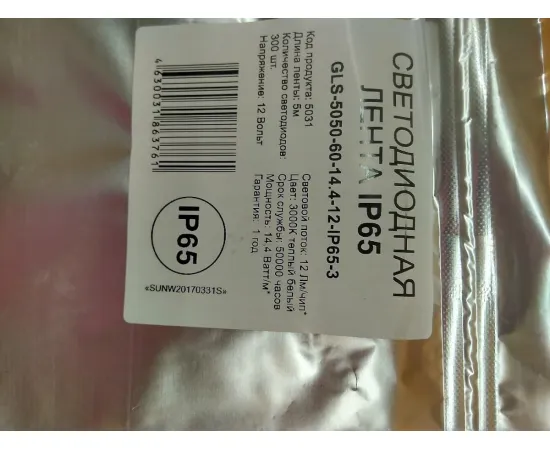 СВЕТОДИОДНАЯ
ЛЕНТА IP65
GLS-5050-60-14.4-12-IP65-3
Код продукта: 5031
Длина ленты: 5м
Количество светодиодов:
300 шт.
Напряжение: 12 Вольт
Световой поток: 12 Лм/чип*
Цвет: 3000К теплый белый
Срок службы: 50000 часов
Мощность: 14.4 Ватт/м*
Гарантия: 1 год
4630031863761
IP65
«SUNW20170331S»